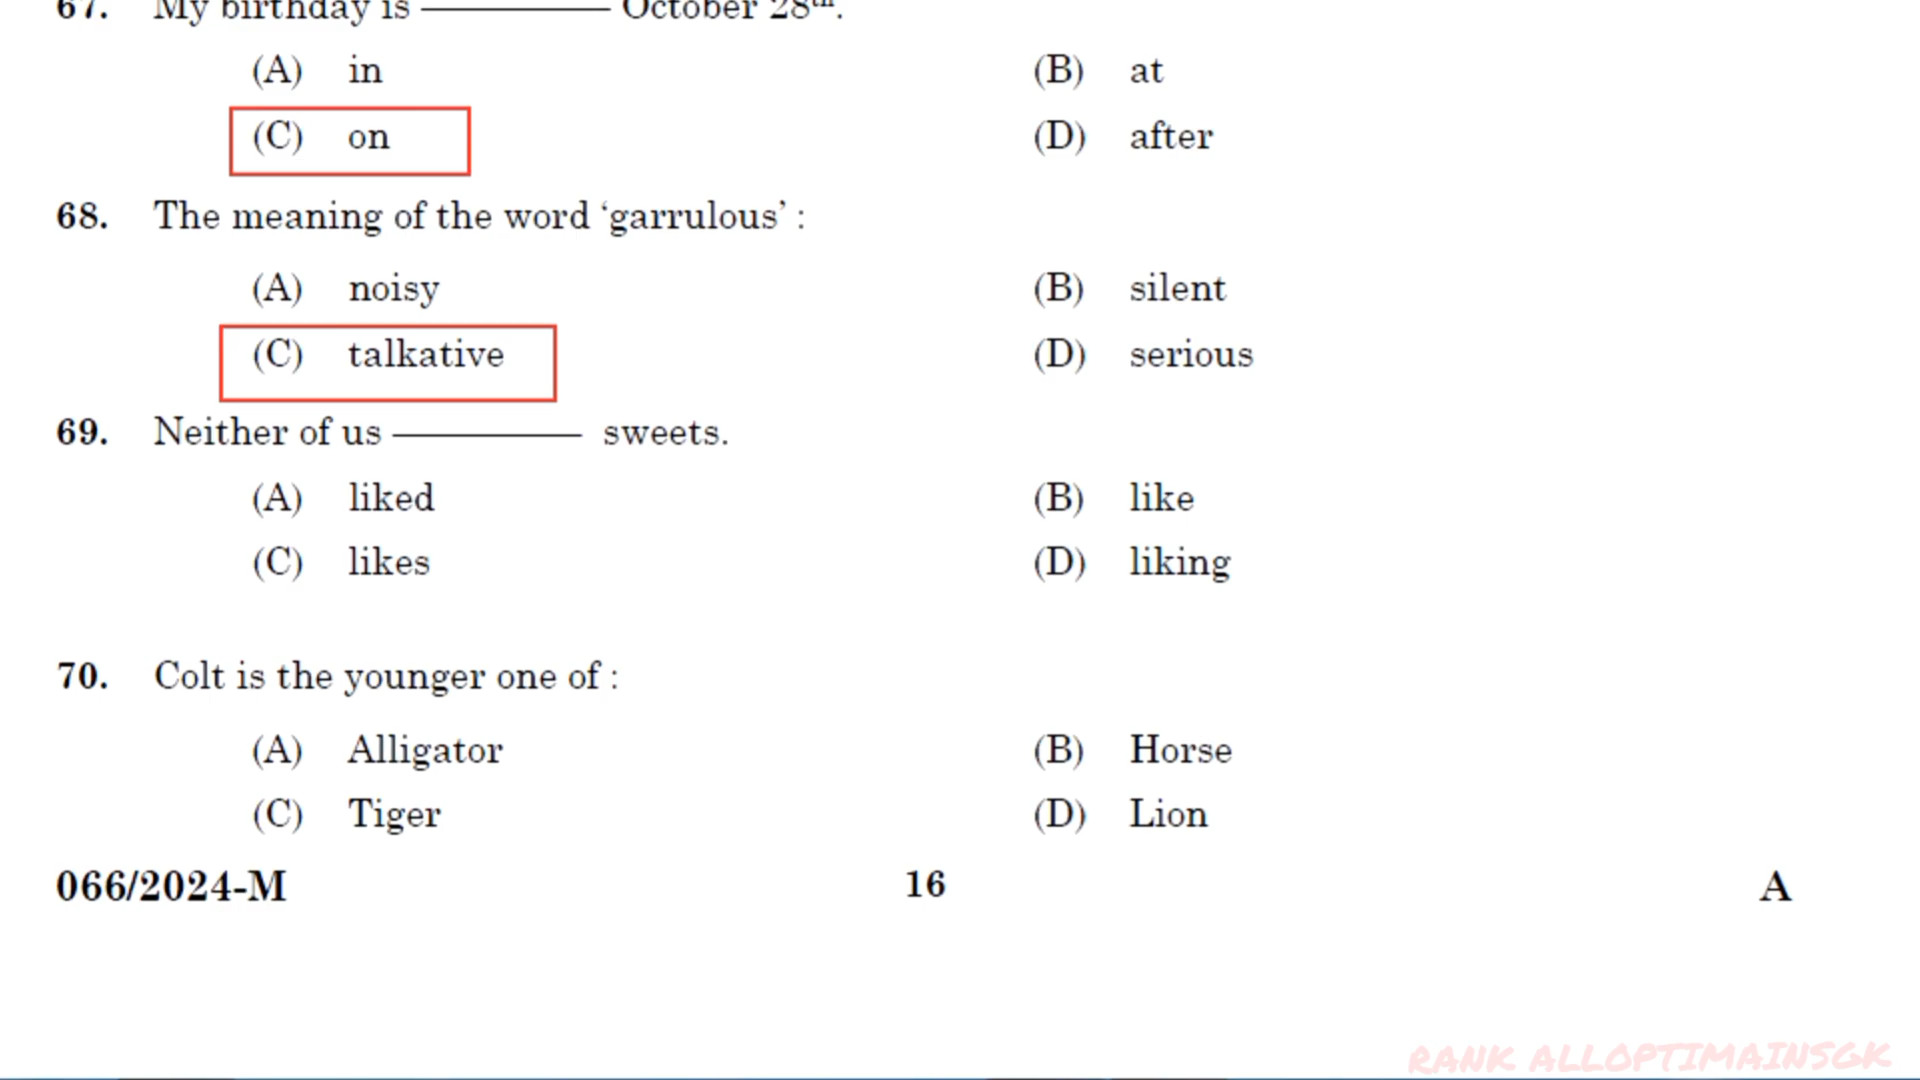 67. My birthday is ———— October 28th.
(A) in (B) at
(C) on (D) after
68. The meaning of the word ‘garrulous’ :
(A) noisy (B) silent
(C) talkative (D) serious
69. Neither of us ———— sweets.
(A) liked (B) like
(C) likes (D) liking
70. Colt is the younger one of :
(A) Alligator (B) Horse
(C) Tiger (D) Lion
066/2024-M 16 A
RANK ALLOPTIMAINSGK